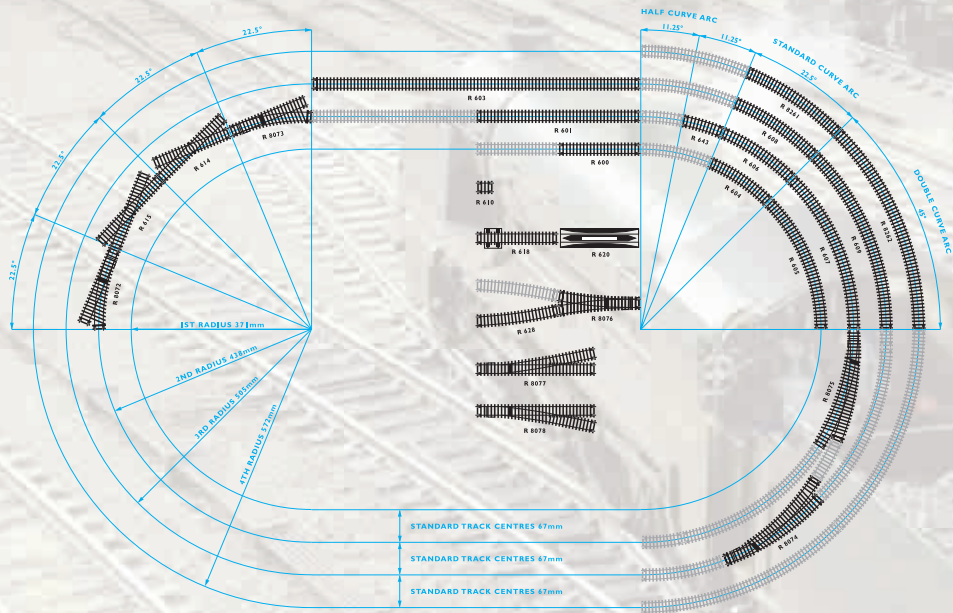 HALF CURVE ARC
22.5°
11.25°
11.25°
STANDARD CURVE ARC
22.5°
22.5°
R 603
R 8261
R 8073
R 601
R 643
R 608
R 614
R 600
R 606
22.5°
R 604
DOUBLE CURVE ARC
45°
R 610
R 615
R 618
R 620
R 605
R 607
R 609
R 8262
22.5°
R 8072
R 628
R 8076
1ST RADIUS 371mm
2ND RADIUS 438mm
R 8077
3RD RADIUS 505mm
R 8075
R 8078
4TH RADIUS 572mm
STANDARD TRACK CENTRES 67mm
R 8074
STANDARD TRACK CENTRES 67mm
STANDARD TRACK CENTRES 67mm